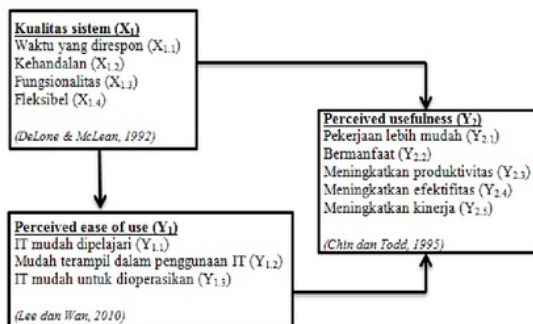 Kualitas sistem (X1)
Waktu yang direspon (X1.1)
Kehandalan (X1.2)
Fungsionalitas (X1.3)
Fleksibel (X1.4)
(DeLone & McLean, 1992)
Perceived usefulness (Y2)
Pekerjaan lebih mudah (Y2.1)
Bermanfaat (Y2.2)
Meningkatkan produktivitas (Y2.3)
Meningkatkan efektifitas (Y2.4)
Meningkatkan kinerja (Y2.5)
(Chin dan Todd, 1995)
Perceived ease of use (Y1)
IT mudah dipelajari (Y1.1)
Mudah terampil dalam penggunaan IT (Y1.2)
IT mudah untuk dioperasikan (Y1.3)
(Lee dan Wan, 2010)